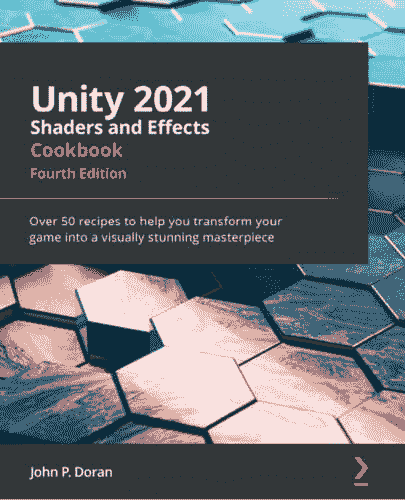 Unity 2021
Shaders and Effects
Cookbook
Fourth Edition
Over 50 recipes to help you transform your
game into a visually stunning masterpiece
John P. Doran